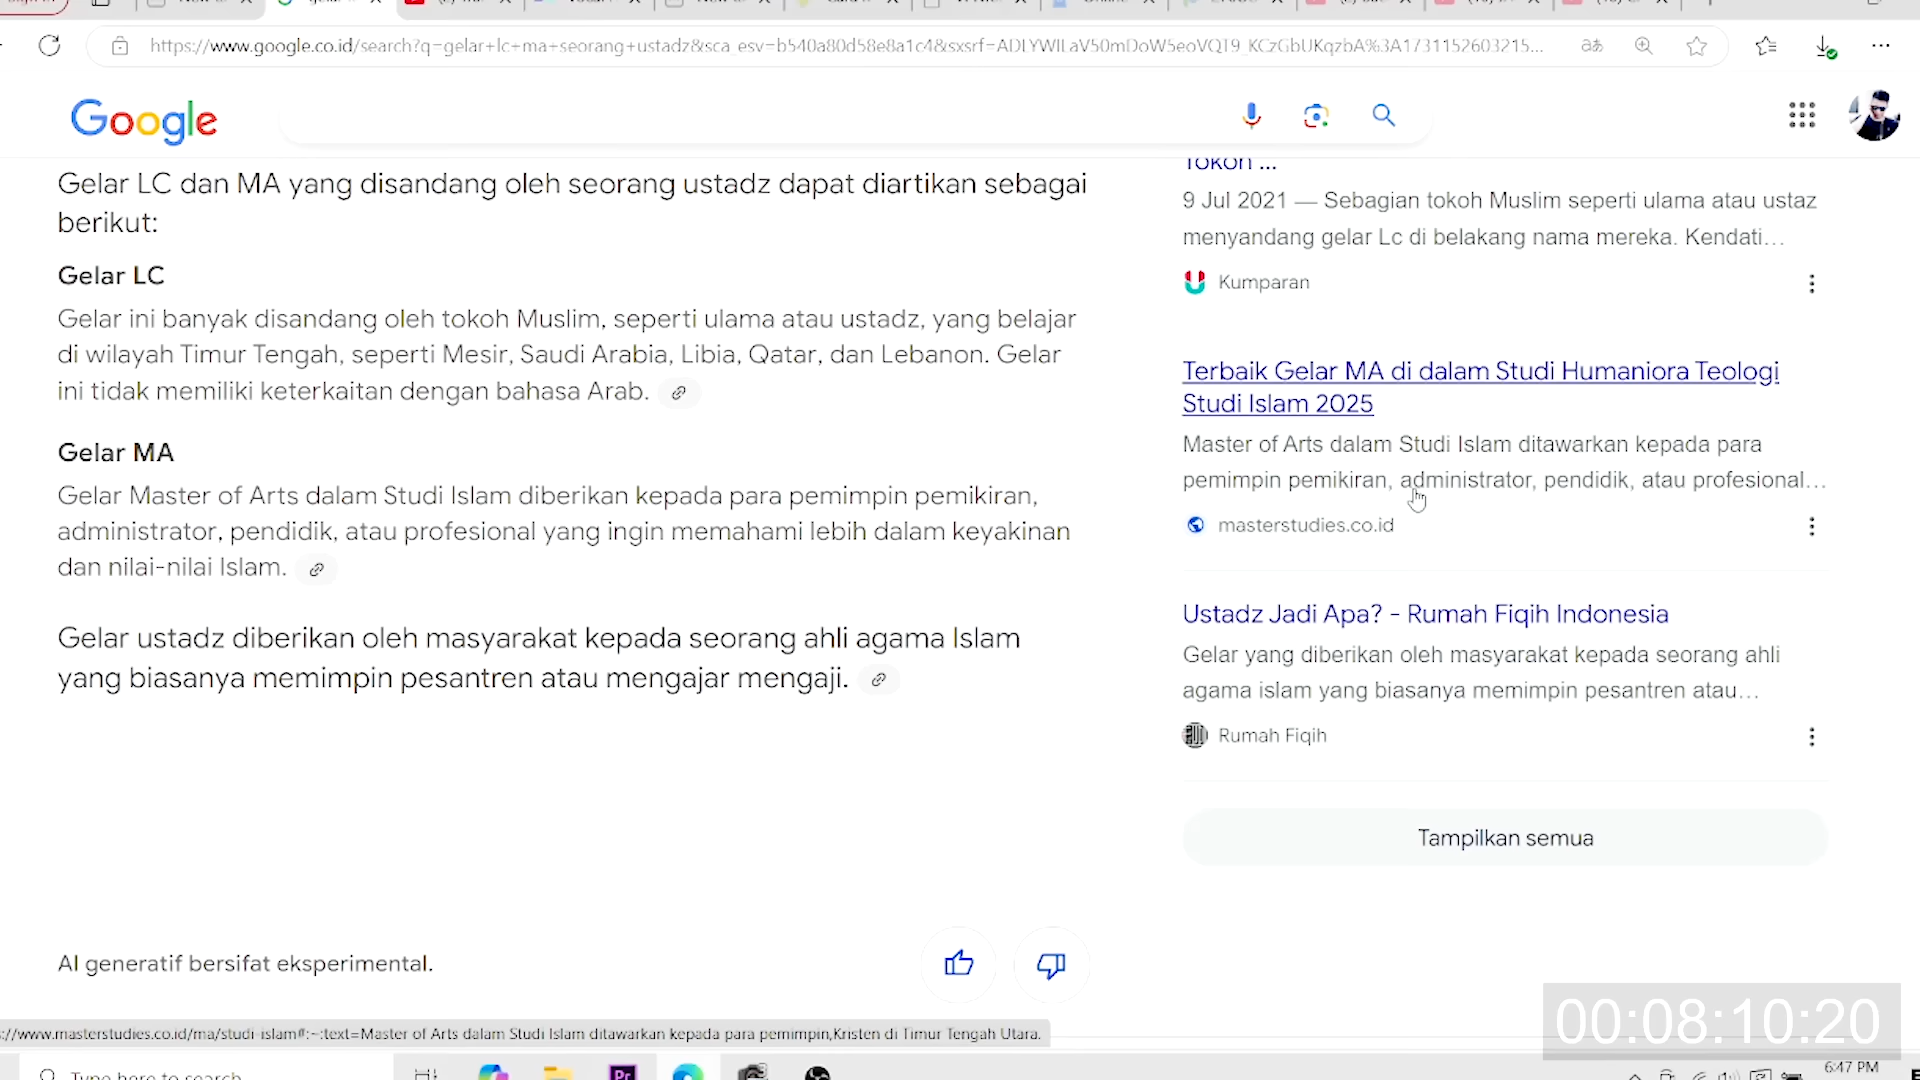 https://www.google.co.id/search?q=gelar+lc+ma+seorang+ustadz&sca_esv=b540a80d58e8a1c4&sxsrf=ADLYWILaV50mDoW5eoVQT9_KCzGbUKqzbA%3A1731152603215...
Google
Gelar LC dan MA yang disandang oleh seorang ustadz dapat diartikan sebagai
berikut:
Gelar LC
Gelar ini banyak disandang oleh tokoh Muslim, seperti ulama atau ustadz, yang belajar
di wilayah Timur Tengah, seperti Mesir, Saudi Arabia, Libia, Qatar, dan Lebanon. Gelar
ini tidak memiliki keterkaitan dengan bahasa Arab.
Gelar MA
Gelar Master of Arts dalam Studi Islam diberikan kepada para pemimpin pemikiran,
administrator, pendidik, atau profesional yang ingin memahami lebih dalam keyakinan
dan nilai-nilai Islam.
Gelar ustadz diberikan oleh masyarakat kepada seorang ahli agama Islam
yang biasanya memimpin pesantren atau mengajar mengaji.
AI generatif bersifat eksperimental.
Tokoh ...
9 Jul 2021 — Sebagian tokoh Muslim seperti ulama atau ustaz
menyandang gelar Lc di belakang nama mereka. Kendati...
Kumparan
Terbaik Gelar MA di dalam Studi Humaniora Teologi
Studi Islam 2025
Master of Arts dalam Studi Islam ditawarkan kepada para
pemimpin pemikiran, administrator, pendidik, atau profesional...
masterstudies.co.id
Ustadz Jadi Apa? - Rumah Fiqih Indonesia
Gelar yang diberikan oleh masyarakat kepada seorang ahli
agama islam yang biasanya memimpin pesantren atau...
Rumah Fiqih
Tampilkan semua
00:08:10:20
://www.masterstudies.co.id/ma/studi-islam#:~:text=Master of Arts dalam Studi Islam ditawarkan kepada para pemimpin,Kristen di Timur Tengah Utara.
Type here to search
Pr
6:47 PM